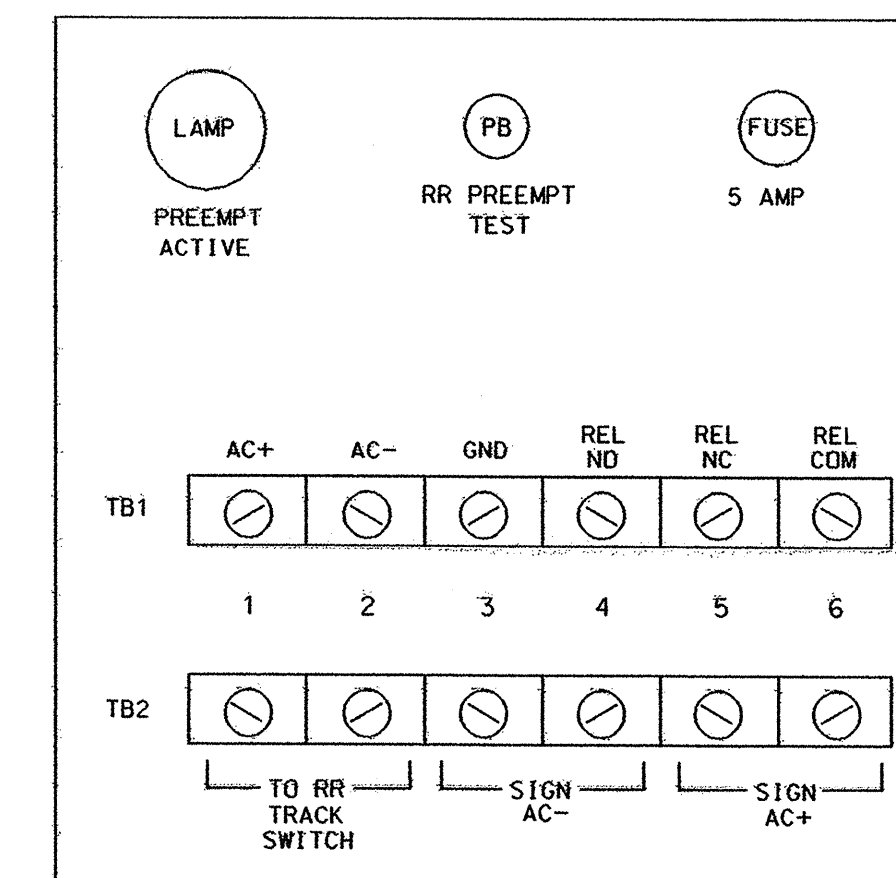 LAMP
PB
FUSE
PREEMPT
ACTIVE
RR PREEMPT
TEST
5 AMP
AC+
AC-
GND
REL
NO
REL
NC
REL
COM
TB1
1
2
3
4
5
6
TB2
TO RR
TRACK
SWITCH
SIGN
AC-
SIGN
AC+